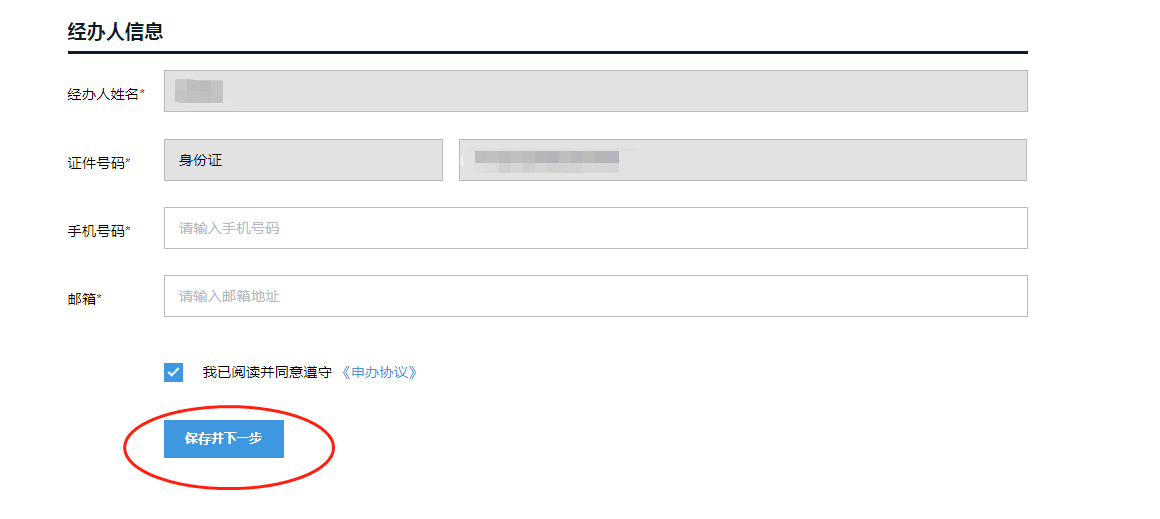 经办人信息
经办人姓名*
证件号码* 身份证
手机号码* 请输入手机号码
邮箱* 请输入邮箱地址
我已阅读并同意遵守《申办协议》
保存并下一步